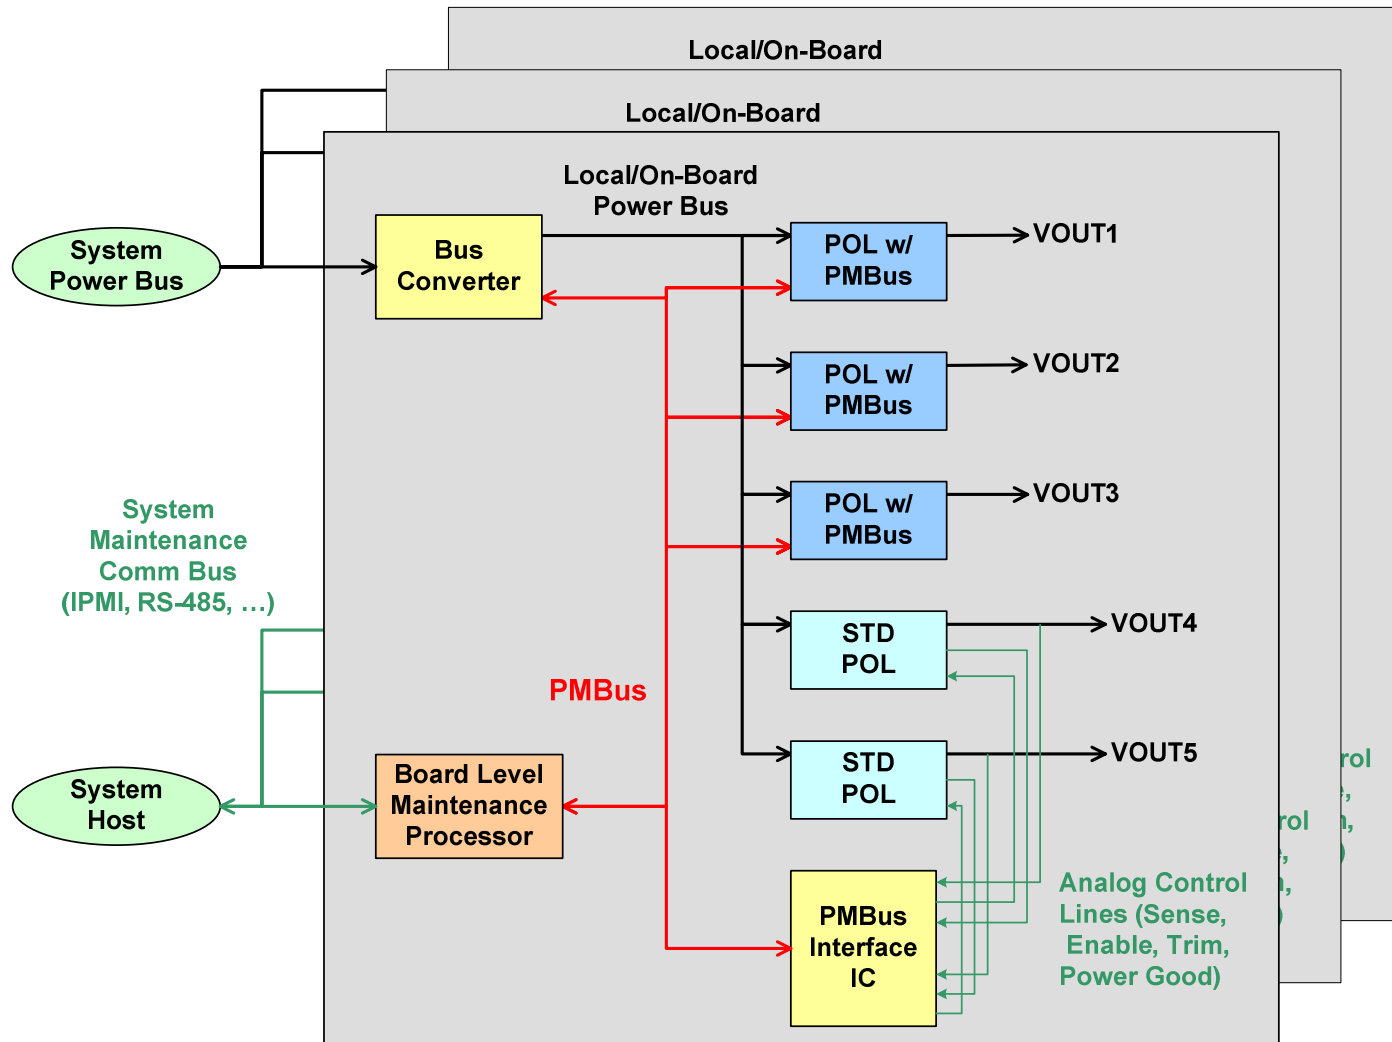 Local/On-Board
Local/On-Board
Local/On-Board
Power Bus
System
Power Bus
Bus
Converter
POL w/
PMBus
VOUT1
POL w/
PMBus
VOUT2
POL w/
PMBus
VOUT3
System
Maintenance
Comm Bus
(IPMI, RS-485, …)
STD
POL
VOUT4
PMBus
STD
POL
VOUT5
System
Host
Board Level
Maintenance
Processor
PMBus
Interface
IC
Analog Control
Lines (Sense,
Enable, Trim,
Power Good)